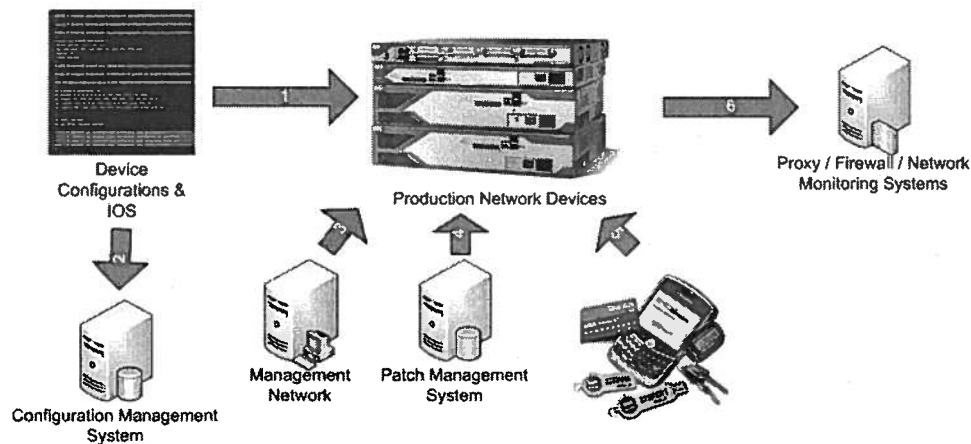 1
6
Device
Configurations &
IOS
Production Network Devices
Proxy / Firewall / Network
Monitoring Systems
2
3
4
5
Management
Network
Patch Management
System
Configuration Management
System